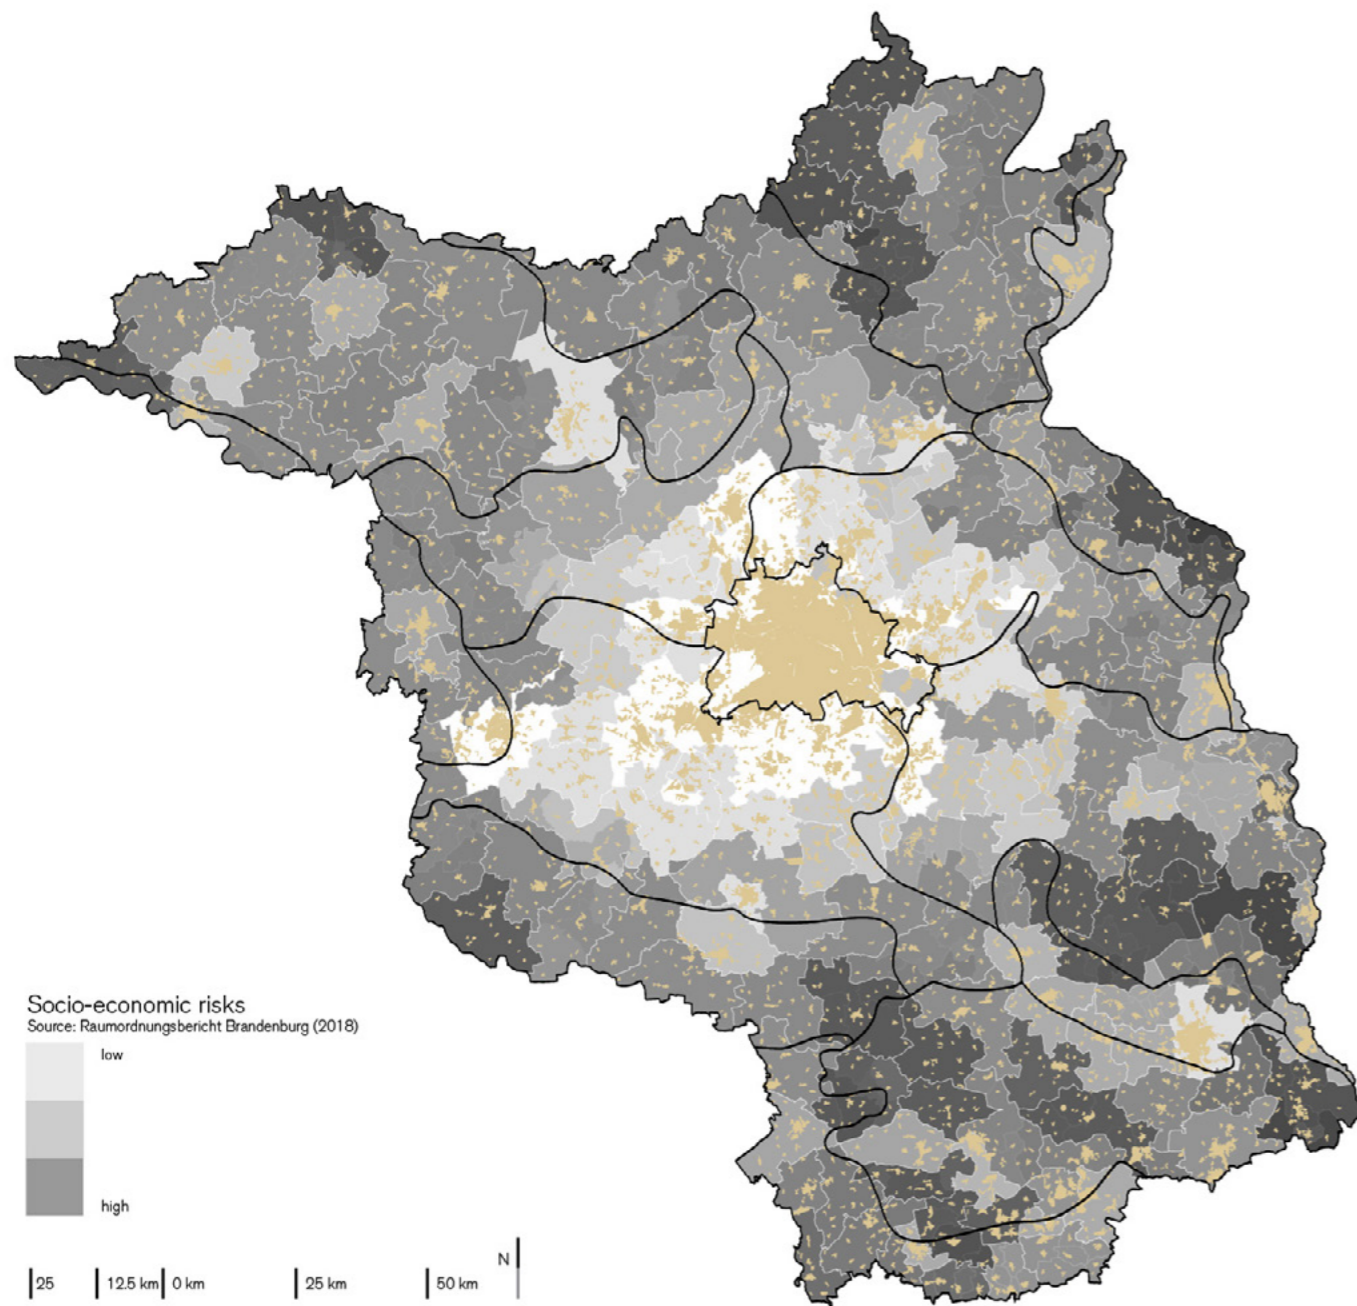 Socio-economic risks
Source: Raumordnungsbericht Brandenburg (2018)
low
high
25 12.5 km 0 km 25 km 50 km N